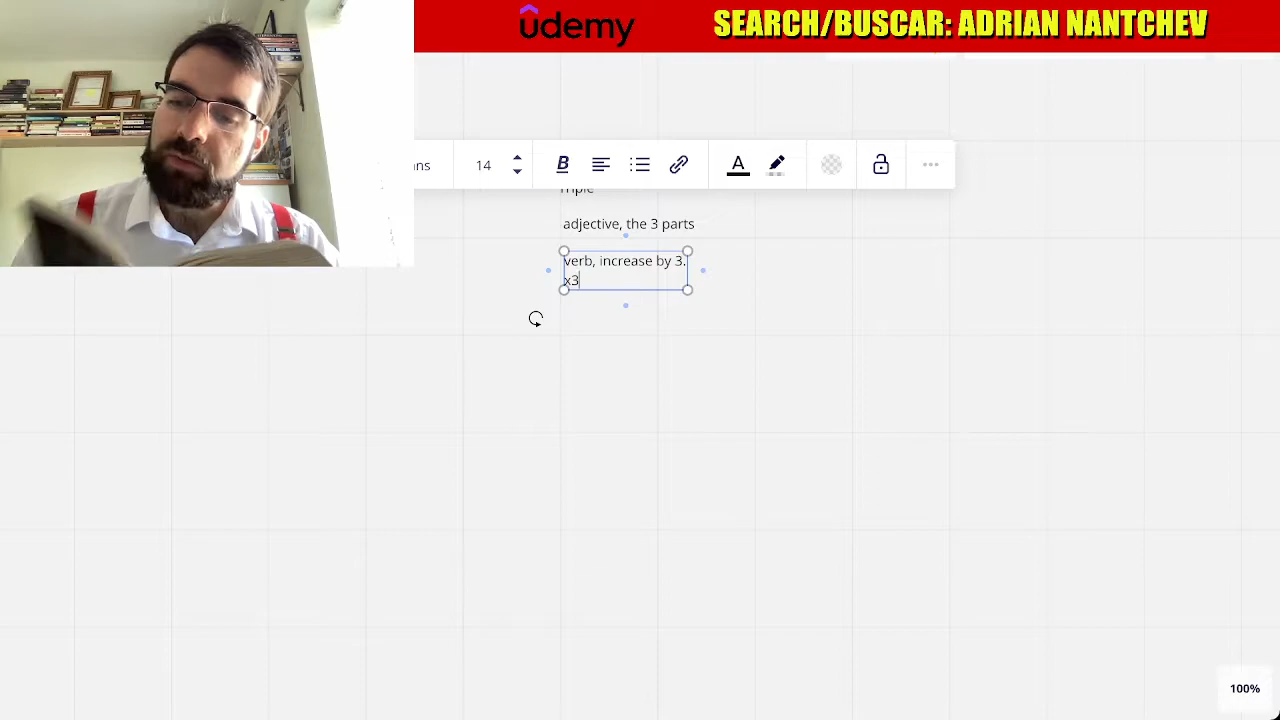 udemy
SEARCH/BUSCAR: ADRIAN NANTCHEV
14
B
A
adjective, the 3 parts
verb, increase by 3.
x3
100%